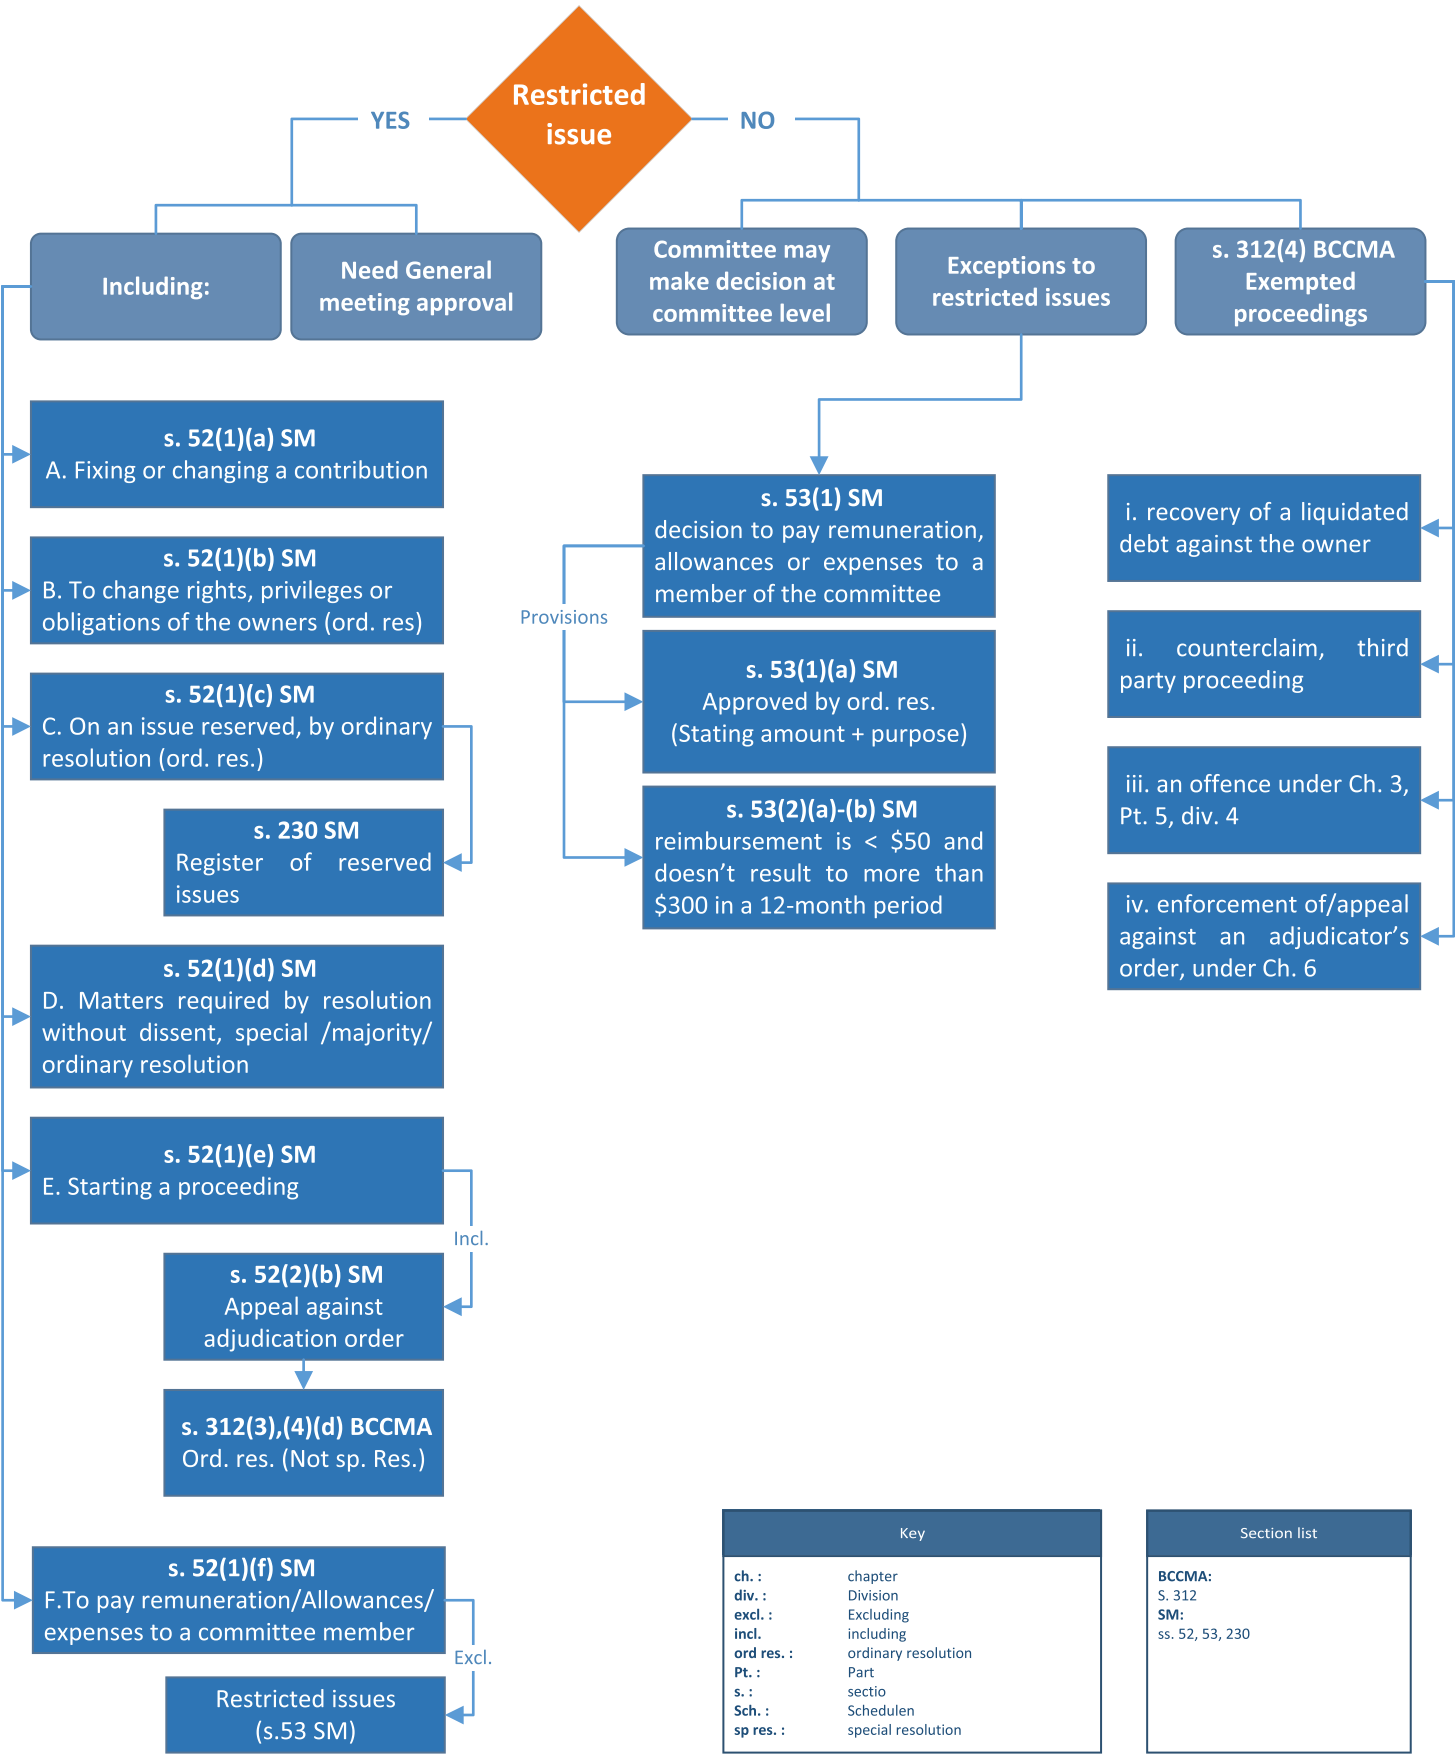 Restricted
issue
YES
NO
Including:
Need General
meeting approval
Committee may
make decision at
committee level
Exceptions to
restricted issues
s. 312(4) BCCMA
Exempted
proceedings
s. 52(1)(a) SM
A. Fixing or changing a contribution
s. 52(1)(b) SM
B. To change rights, privileges or
obligations of the owners (ord. res)
s. 52(1)(c) SM
C. On an issue reserved, by ordinary
resolution (ord. res.)
s. 230 SM
Register of reserved
issues
s. 52(1)(d) SM
D. Matters required by resolution
without dissent, special /majority/
ordinary resolution
s. 52(1)(e) SM
E. Starting a proceeding
Incl.
s. 52(2)(b) SM
Appeal against
adjudication order
s. 312(3),(4)(d) BCCMA
Ord. res. (Not sp. Res.)
s. 52(1)(f) SM
F.To pay remuneration/Allowances/
expenses to a committee member
Excl.
Restricted issues
(s.53 SM)
s. 53(1) SM
decision to pay remuneration,
allowances or expenses to a
member of the committee
Provisions
s. 53(1)(a) SM
Approved by ord. res.
(Stating amount + purpose)
s. 53(2)(a)-(b) SM
reimbursement is < $50 and
doesn't result to more than
$300 in a 12-month period
i. recovery of a liquidated
debt against the owner
ii. counterclaim, third
party proceeding
iii. an offence under Ch. 3,
Pt. 5, div. 4
iv. enforcement of/appeal
against an adjudicator's
order, under Ch. 6
Key
ch. : chapter
div. : Division
excl. : Excluding
incl. including
ord res. : ordinary resolution
Pt. : Part
s. : sectio
Sch. : Schedulen
sp res. : special resolution
Section list
BCCMA:
S. 312
SM:
ss. 52, 53, 230